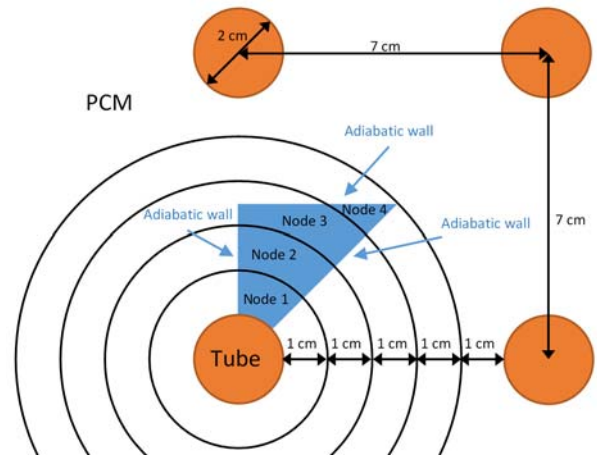 2 cm
7 cm
PCM
Adiabatic wall
Node 4
Adiabatic wall
Node 3
Adiabatic wall
7 cm
Node 2
Node 1
1 cm 1 cm 1 cm 1 cm 1 cm
Tube